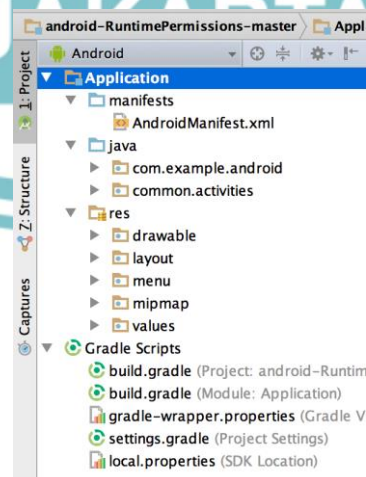 android-RuntimePermissions-master Appl
Android
Application
manifests
AndroidManifest.xml
java
com.example.android
common.activities
res
drawable
layout
menu
mipmap
values
Gradle Scripts
build.gradle (Project: android-Runtim
build.gradle (Module: Application)
gradle-wrapper.properties (Gradle V
settings.gradle (Project Settings)
local.properties (SDK Location)
1: Project
Z: Structure
Captures